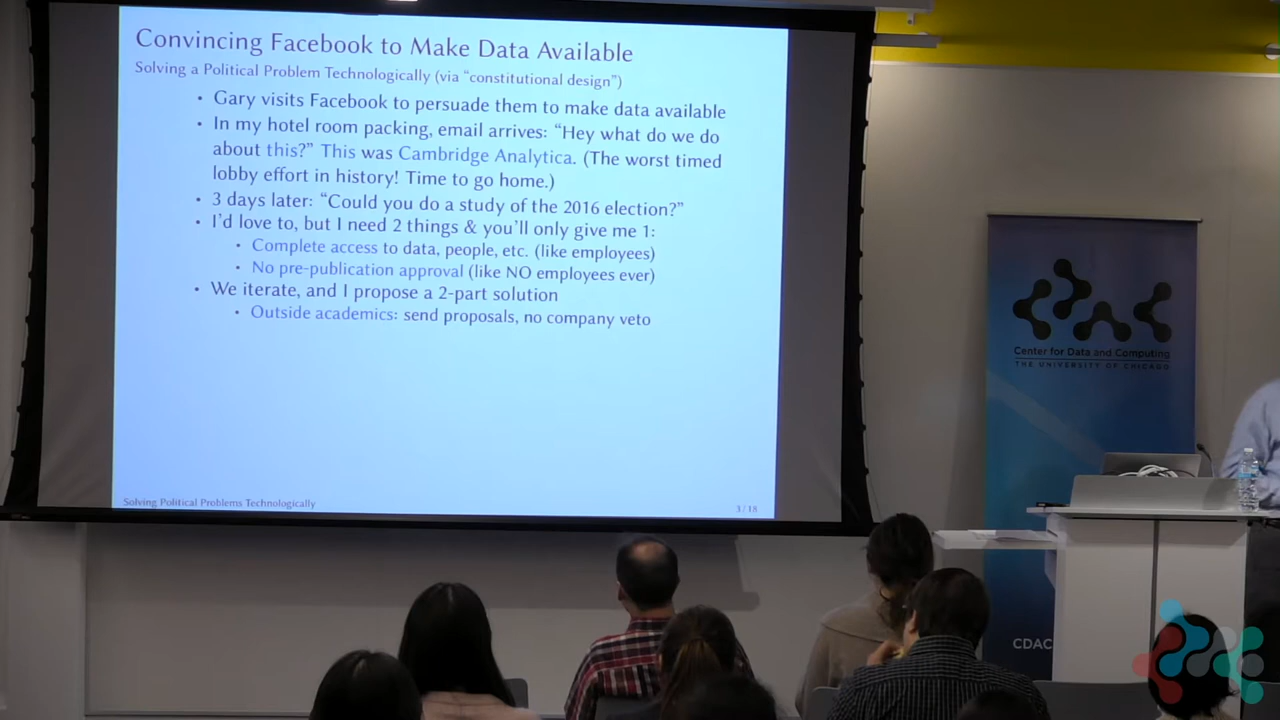 Convincing Facebook to Make Data Available
Solving a Political Problem Technologically (via “constitutional design”)
• Gary visits Facebook to persuade them to make data available
• In my hotel room packing, email arrives: “Hey what do we do
about this?” This was Cambridge Analytica. (The worst timed
lobby effort in history! Time to go home.)
• 3 days later: “Could you do a study of the 2016 election?”
• I’d love to, but I need 2 things & you’ll only give me 1:
• Complete access to data, people, etc. (like employees)
• No pre-publication approval (like NO employees ever)
• We iterate, and I propose a 2-part solution
• Outside academics: send proposals, no company veto
Solving Political Problems Technologically
3 / 18
Center for Data and Computing
THE UNIVERSITY OF CHICAGO
CDAC